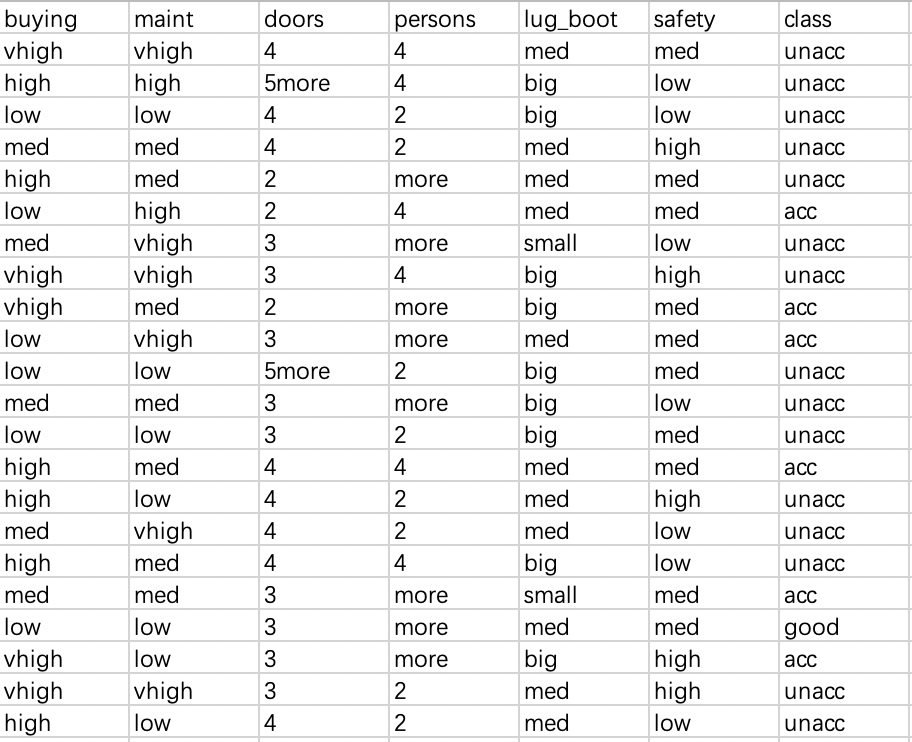 buying maint doors persons lug_boot safety class
vhigh vhigh 4 4 med med unacc
high high 5more 4 big low unacc
low low 4 2 big low unacc
med med 4 2 med high unacc
high med 2 more med med unacc
low high 2 4 med med acc
med vhigh 3 more small low unacc
vhigh vhigh 3 4 big high unacc
vhigh med 2 more big med acc
low vhigh 3 more med med acc
low low 5more 2 big med unacc
med med 3 more big low unacc
low low 3 2 big med unacc
high med 4 4 med med acc
high low 4 2 med high unacc
med vhigh 4 2 med low unacc
high med 4 4 big low unacc
med med 3 more small med acc
low low 3 more med med good
vhigh low 3 more big high acc
vhigh vhigh 3 2 med high unacc
high low 4 2 med low unacc